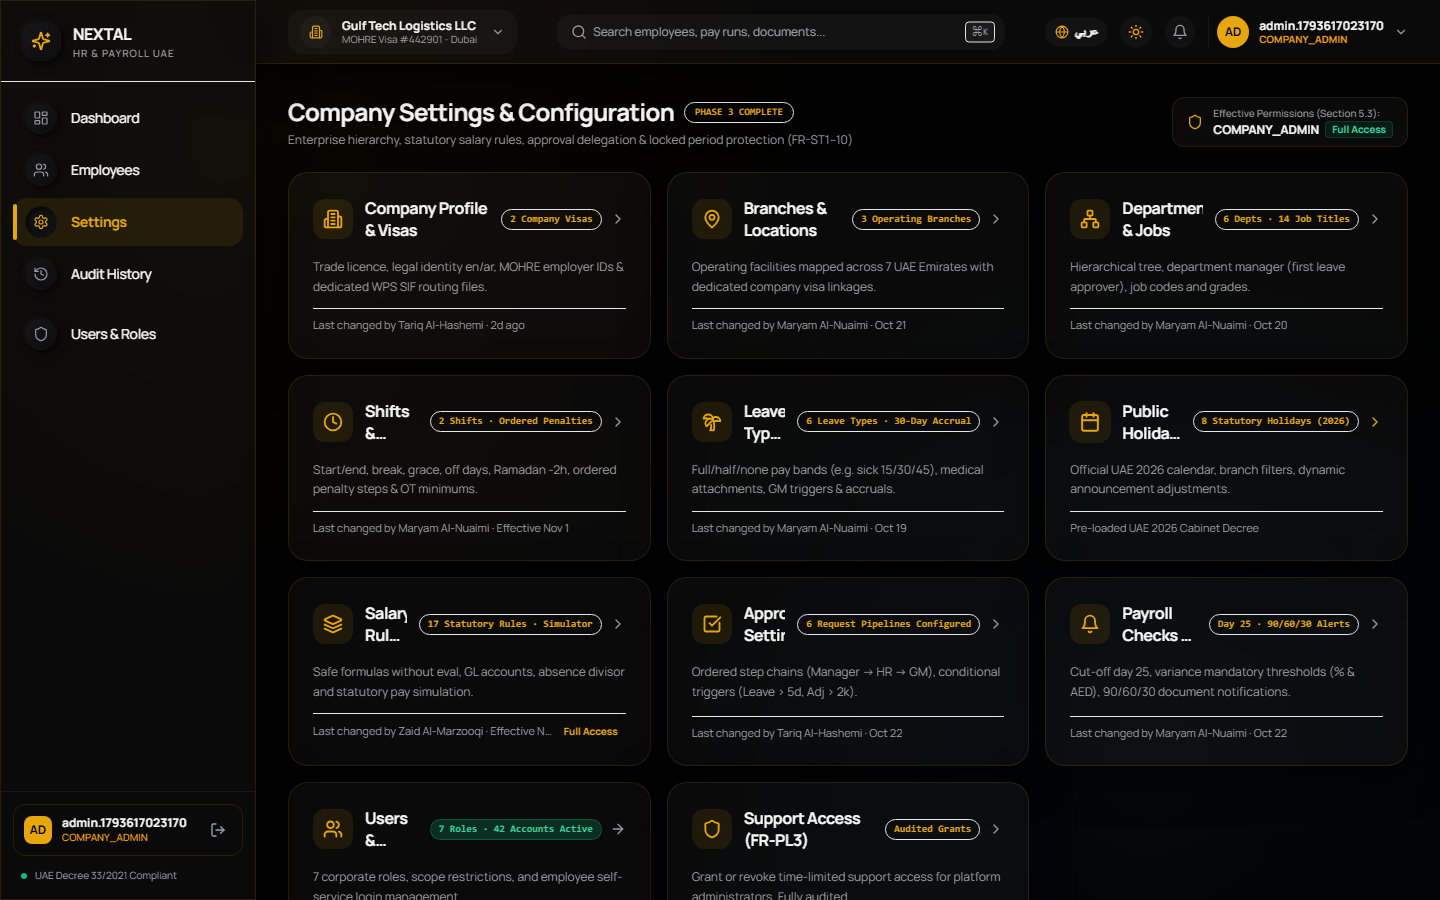 NEXTAL
HR & PAYROLL UAE
Dashboard
Employees
Settings
Audit History
Users & Roles
AD
admin.1793617023170
COMPANY_ADMIN
UAE Decree 33/2021 Compliant
Gulf Tech Logistics LLC
MOHRE Visa #442901 - Dubai
Search employees, pay runs, documents...
⌘K
عربي
AD
admin.1793617023170
COMPANY_ADMIN
Company Settings & Configuration
PHASE 3 COMPLETE
Enterprise hierarchy, statutory salary rules, approval delegation & locked period protection (FR-ST1–10)
Effective Permissions (Section 5.3):
COMPANY_ADMIN Full Access
Company Profile
& Visas
2 Company Visas
Trade licence, legal identity en/ar, MOHRE employer IDs &
dedicated WPS SIF routing files.
Last changed by Tariq Al-Hashemi · 2d ago
Branches &
Locations
3 Operating Branches
Operating facilities mapped across 7 UAE Emirates with
dedicated company visa linkages.
Last changed by Maryam Al-Nuaimi · Oct 21
Departmen
& Jobs
6 Depts · 14 Job Titles
Hierarchical tree, department manager (first leave
approver), job codes and grades.
Last changed by Maryam Al-Nuaimi · Oct 20
Shifts
&...
2 Shifts · Ordered Penalties
Start/end, break, grace, off days, Ramadan -2h, ordered
penalty steps & OT minimums.
Last changed by Maryam Al-Nuaimi · Effective Nov 1
Leave
Typ...
6 Leave Types · 30-Day Accrual
Full/half/none pay bands (e.g. sick 15/30/45), medical
attachments, GM triggers & accruals.
Last changed by Maryam Al-Nuaimi · Oct 19
Public
Holida...
8 Statutory Holidays (2026)
Official UAE 2026 calendar, branch filters, dynamic
announcement adjustments.
Pre-loaded UAE 2026 Cabinet Decree
Salary
Rul...
17 Statutory Rules · Simulator
Safe formulas without eval, GL accounts, absence divisor
and statutory pay simulation.
Last changed by Zaid Al-Marzooqi · Effective N... Full Access
Appro
Settin
6 Request Pipelines Configured
Ordered step chains (Manager → HR → GM), conditional
triggers (Leave > 5d, Adj > 2k).
Last changed by Tariq Al-Hashemi · Oct 22
Payroll
Checks ...
Day 25 · 90/60/30 Alerts
Cut-off day 25, variance mandatory thresholds (% &
AED), 90/60/30 document notifications.
Last changed by Maryam Al-Nuaimi · Oct 22
Users
&...
7 Roles · 42 Accounts Active
7 corporate roles, scope restrictions, and employee self-
service login management.
Support Access
(FR-PL3)
Audited Grants
Grant or revoke time-limited support access for platform
administrators. Fully audited.